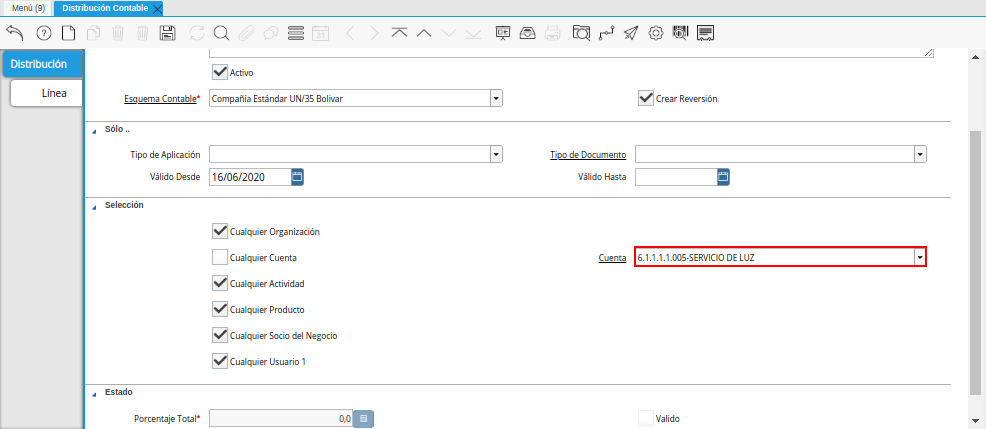 Menú (9) Distribución Contable
Distribución
Línea
Activo
Esquema Contable* Compañía Estándar UN/35 Bolivar Crear Reversión
Sólo ..
Tipo de Aplicación Tipo de Documento
Válido Desde 16/06/2020 Válido Hasta
Selección
Cualquier Organización
Cualquier Cuenta Cuenta 6.1.1.1.1.005-SERVICIO DE LUZ
Cualquier Actividad
Cualquier Producto
Cualquier Socio del Negocio
Cualquier Usuario 1
Estado
Porcentaje Total* 0,0 Valido